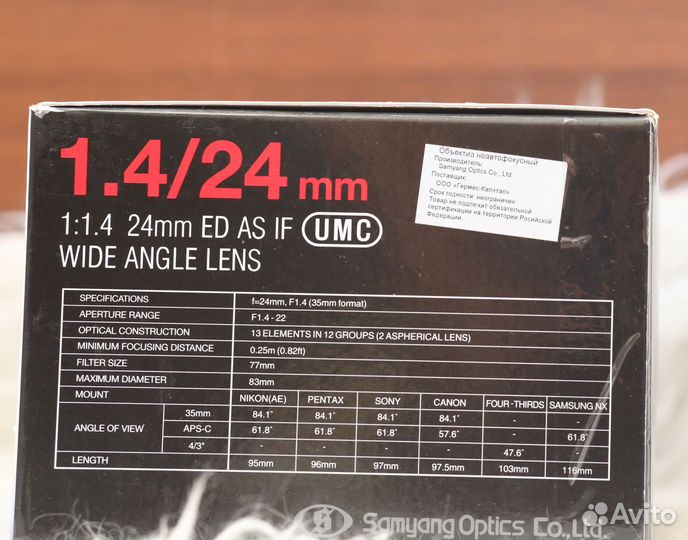 1.4/24 mm
1:1.4 24mm ED AS IF UMC
WIDE ANGLE LENS
Объектив неавтофокусный
Производитель:
Samyang Optics Co., Ltd
Поставщик:
ООО «Гермес-Капитал»
Срок годности: неограничен
Товар не подлежит обязательной
сертификации на территории Российской
Федерации.
SPECIFICATIONS f=24mm, F1.4 (35mm format)
APERTURE RANGE F1.4 - 22
OPTICAL CONSTRUCTION 13 ELEMENTS IN 12 GROUPS (2 ASPHERICAL LENS)
MINIMUM FOCUSING DISTANCE 0.25m (0.82ft)
FILTER SIZE 77mm
MAXIMUM DIAMETER 83mm
MOUNT NIKON(AE) PENTAX SONY CANON FOUR-THIRDS SAMSUNG NX
ANGLE OF VIEW 35mm 84.1˚ 84.1˚ 84.1˚ 84.1˚ - -
APS-C 61.8˚ 61.8˚ 61.8˚ 57.6˚ - 61.8˚
4/3" - - - - 47.6˚ -
LENGTH 95mm 96mm 97mm 97.5mm 103mm 116mm
Samyang Optics Co., Ltd.
Avito